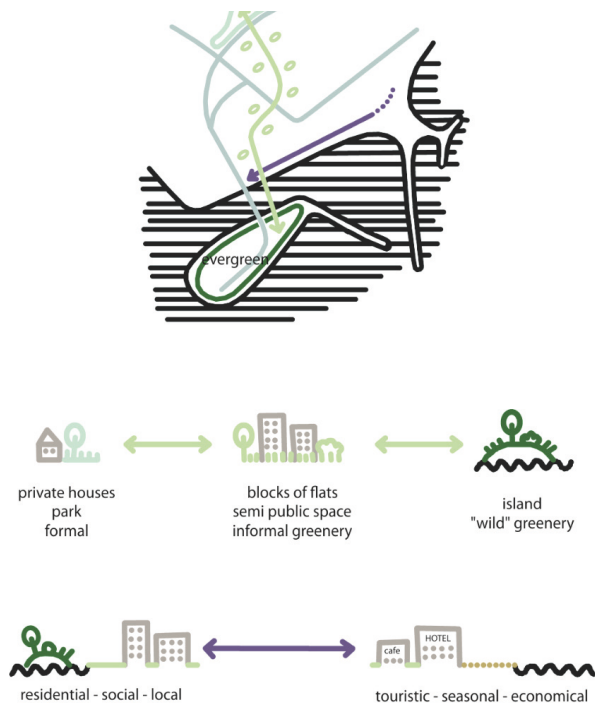 evergreen
private houses
park
formal
blocks of flats
semi public space
informal greenery
island
"wild" greenery
cafe
HOTEL
residential - social - local
touristic - seasonal - economical